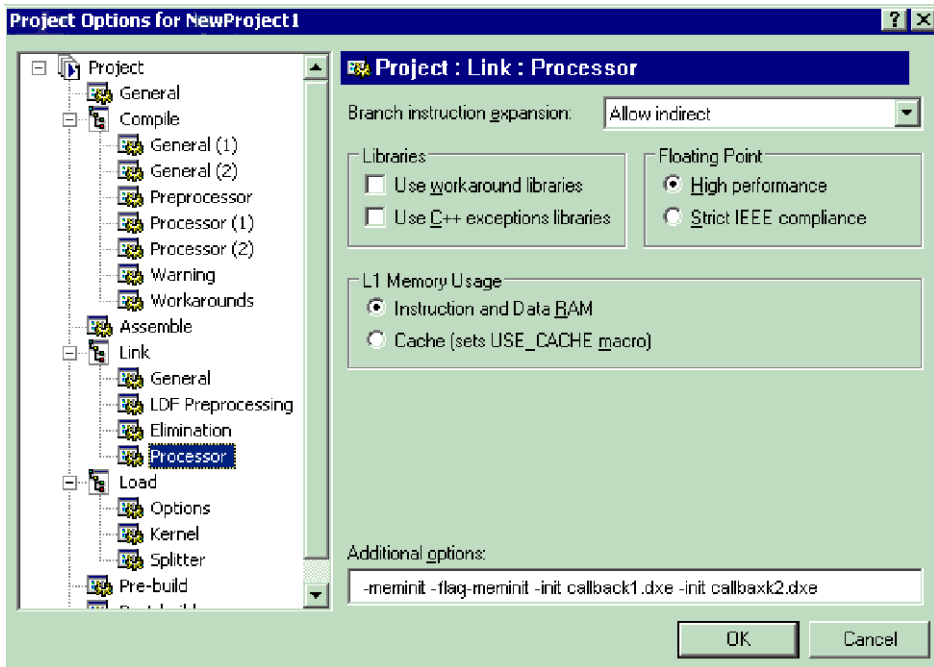 Project Options for NewProject1
Project
General
Compile
General (1)
General (2)
Preprocessor
Processor (1)
Processor (2)
Warning
Workarounds
Assemble
Link
General
LDF Preprocessing
Elimination
Processor
Load
Options
Kernel
Splitter
Pre-build
Project : Link : Processor
Branch instruction expansion:
Allow indirect
Libraries
Use workaround libraries
Use C++ exceptions libraries
Floating Point
High performance
Strict IEEE compliance
L1 Memory Usage
Instruction and Data RAM
Cache (sets USE_CACHE macro)
Additional options:
-meminit -flag-meminit -init callback1.dxe -init callbaxk2.dxe
OK
Cancel